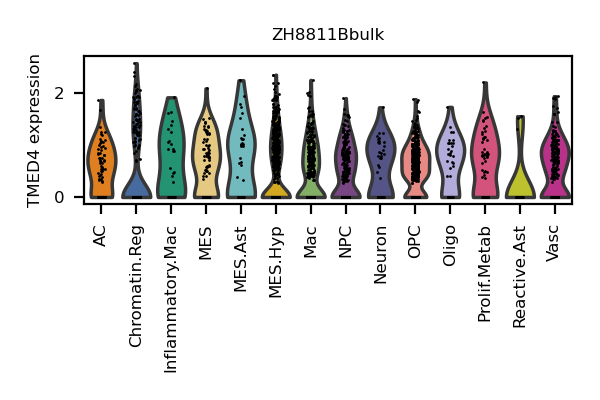 ZH8811Bbulk
TMED4 expression
2
0
AC
Chromatin.Reg
Inflammatory.Mac
MES
MES.Ast
MES.Hyp
Mac
NPC
Neuron
OPC
Oligo
Prolif.Metab
Reactive.Ast
Vasc